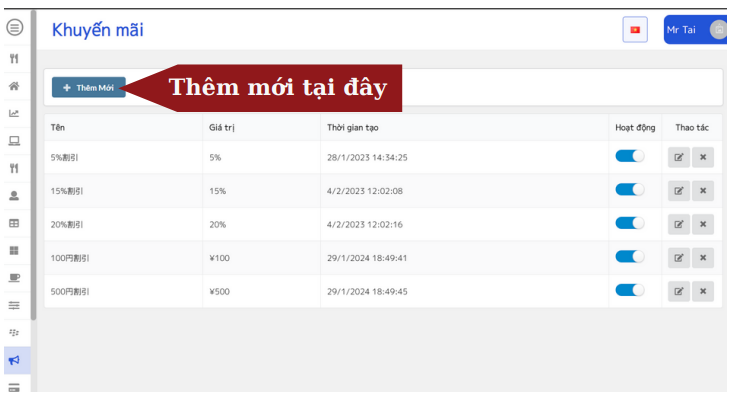 Khuyến mãi
Mr Tai
+ Thêm Mới
Thêm mới tại đây
Tên Giá trị Thời gian tạo Hoạt động Thao tác
5%割引 5% 28/1/2023 14:34:25
15%割引 15% 4/2/2023 12:02:08
20%割引 20% 4/2/2023 12:02:16
100円割引 ¥100 29/1/2024 18:49:41
500円割引 ¥500 29/1/2024 18:49:45